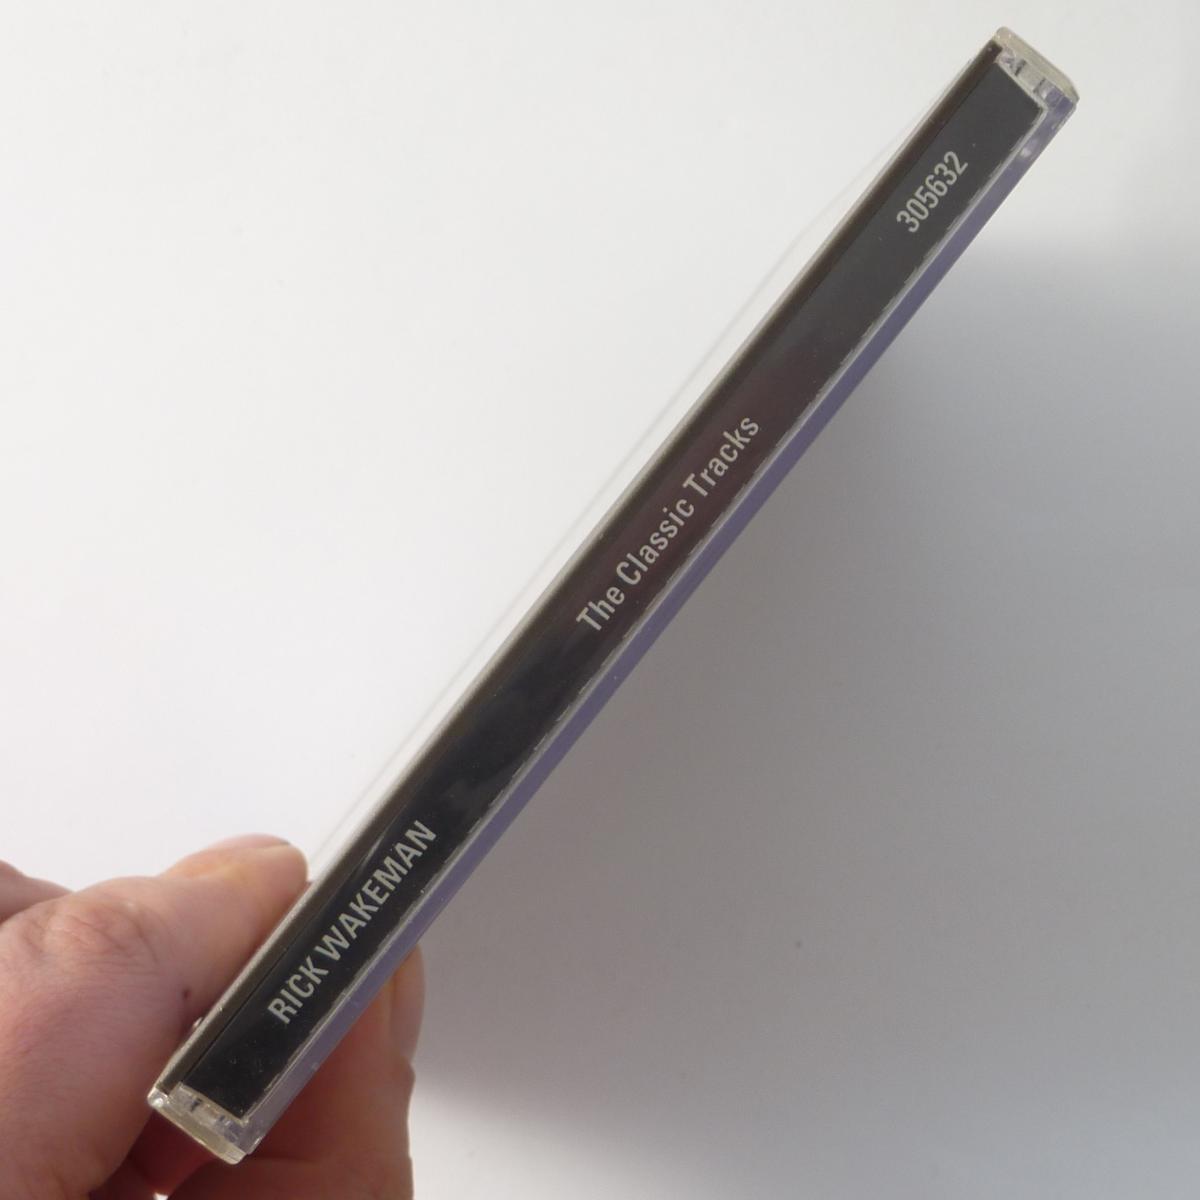 RICK WAKEMAN
The Classic Tracks
305632